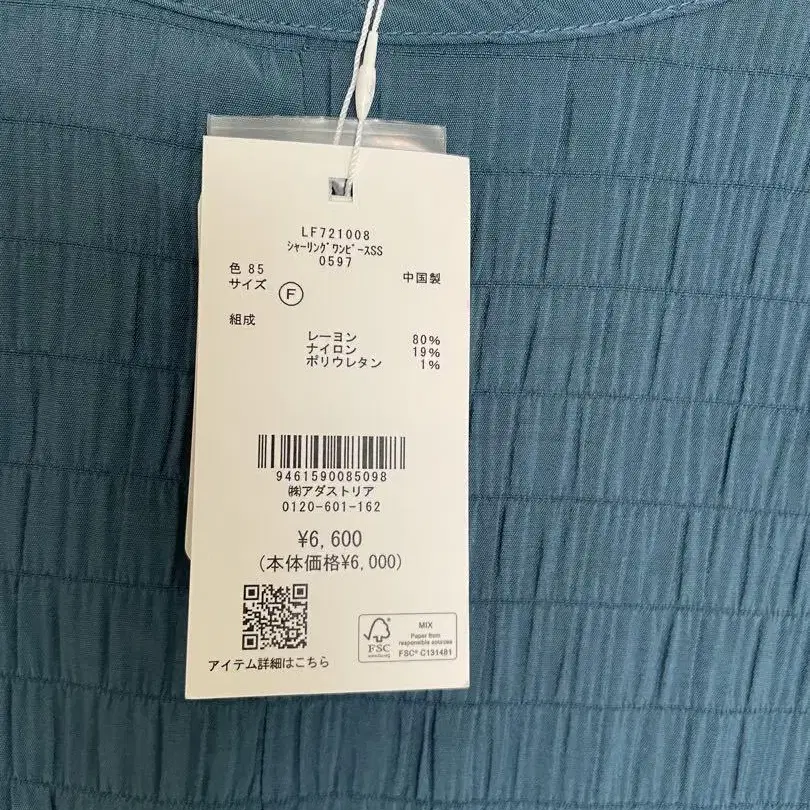 LF721008
シャーリングワンピースSS
0597
色 85
中国製
サイズ Ⓕ
組成
レーヨン 80%
ナイロン 19%
ポリウレタン 1%
9461590085098
㈱アダストリア
0120-601-162
¥6,600
(本体価格¥6,000)
アイテム詳細はこちら
FSC
MIX
Paper from
responsible sources
FSC® C131481